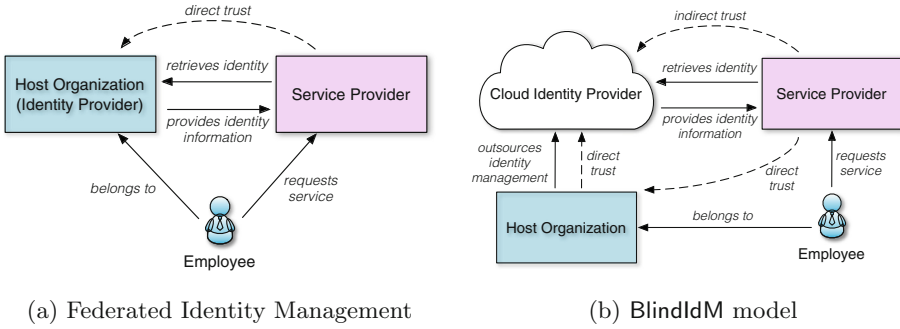 direct trust
Host Organization
(Identity Provider)
retrieves identity
provides identity
information
Service Provider
belongs to
requests
service
Employee
(a) Federated Identity Management
indirect trust
Cloud Identity Provider
retrieves identity
provides identity
information
Service Provider
outsources
identity
management
direct
trust
direct
trust
requests
service
Host Organization
belongs to
Employee
(b) BlindIdM model